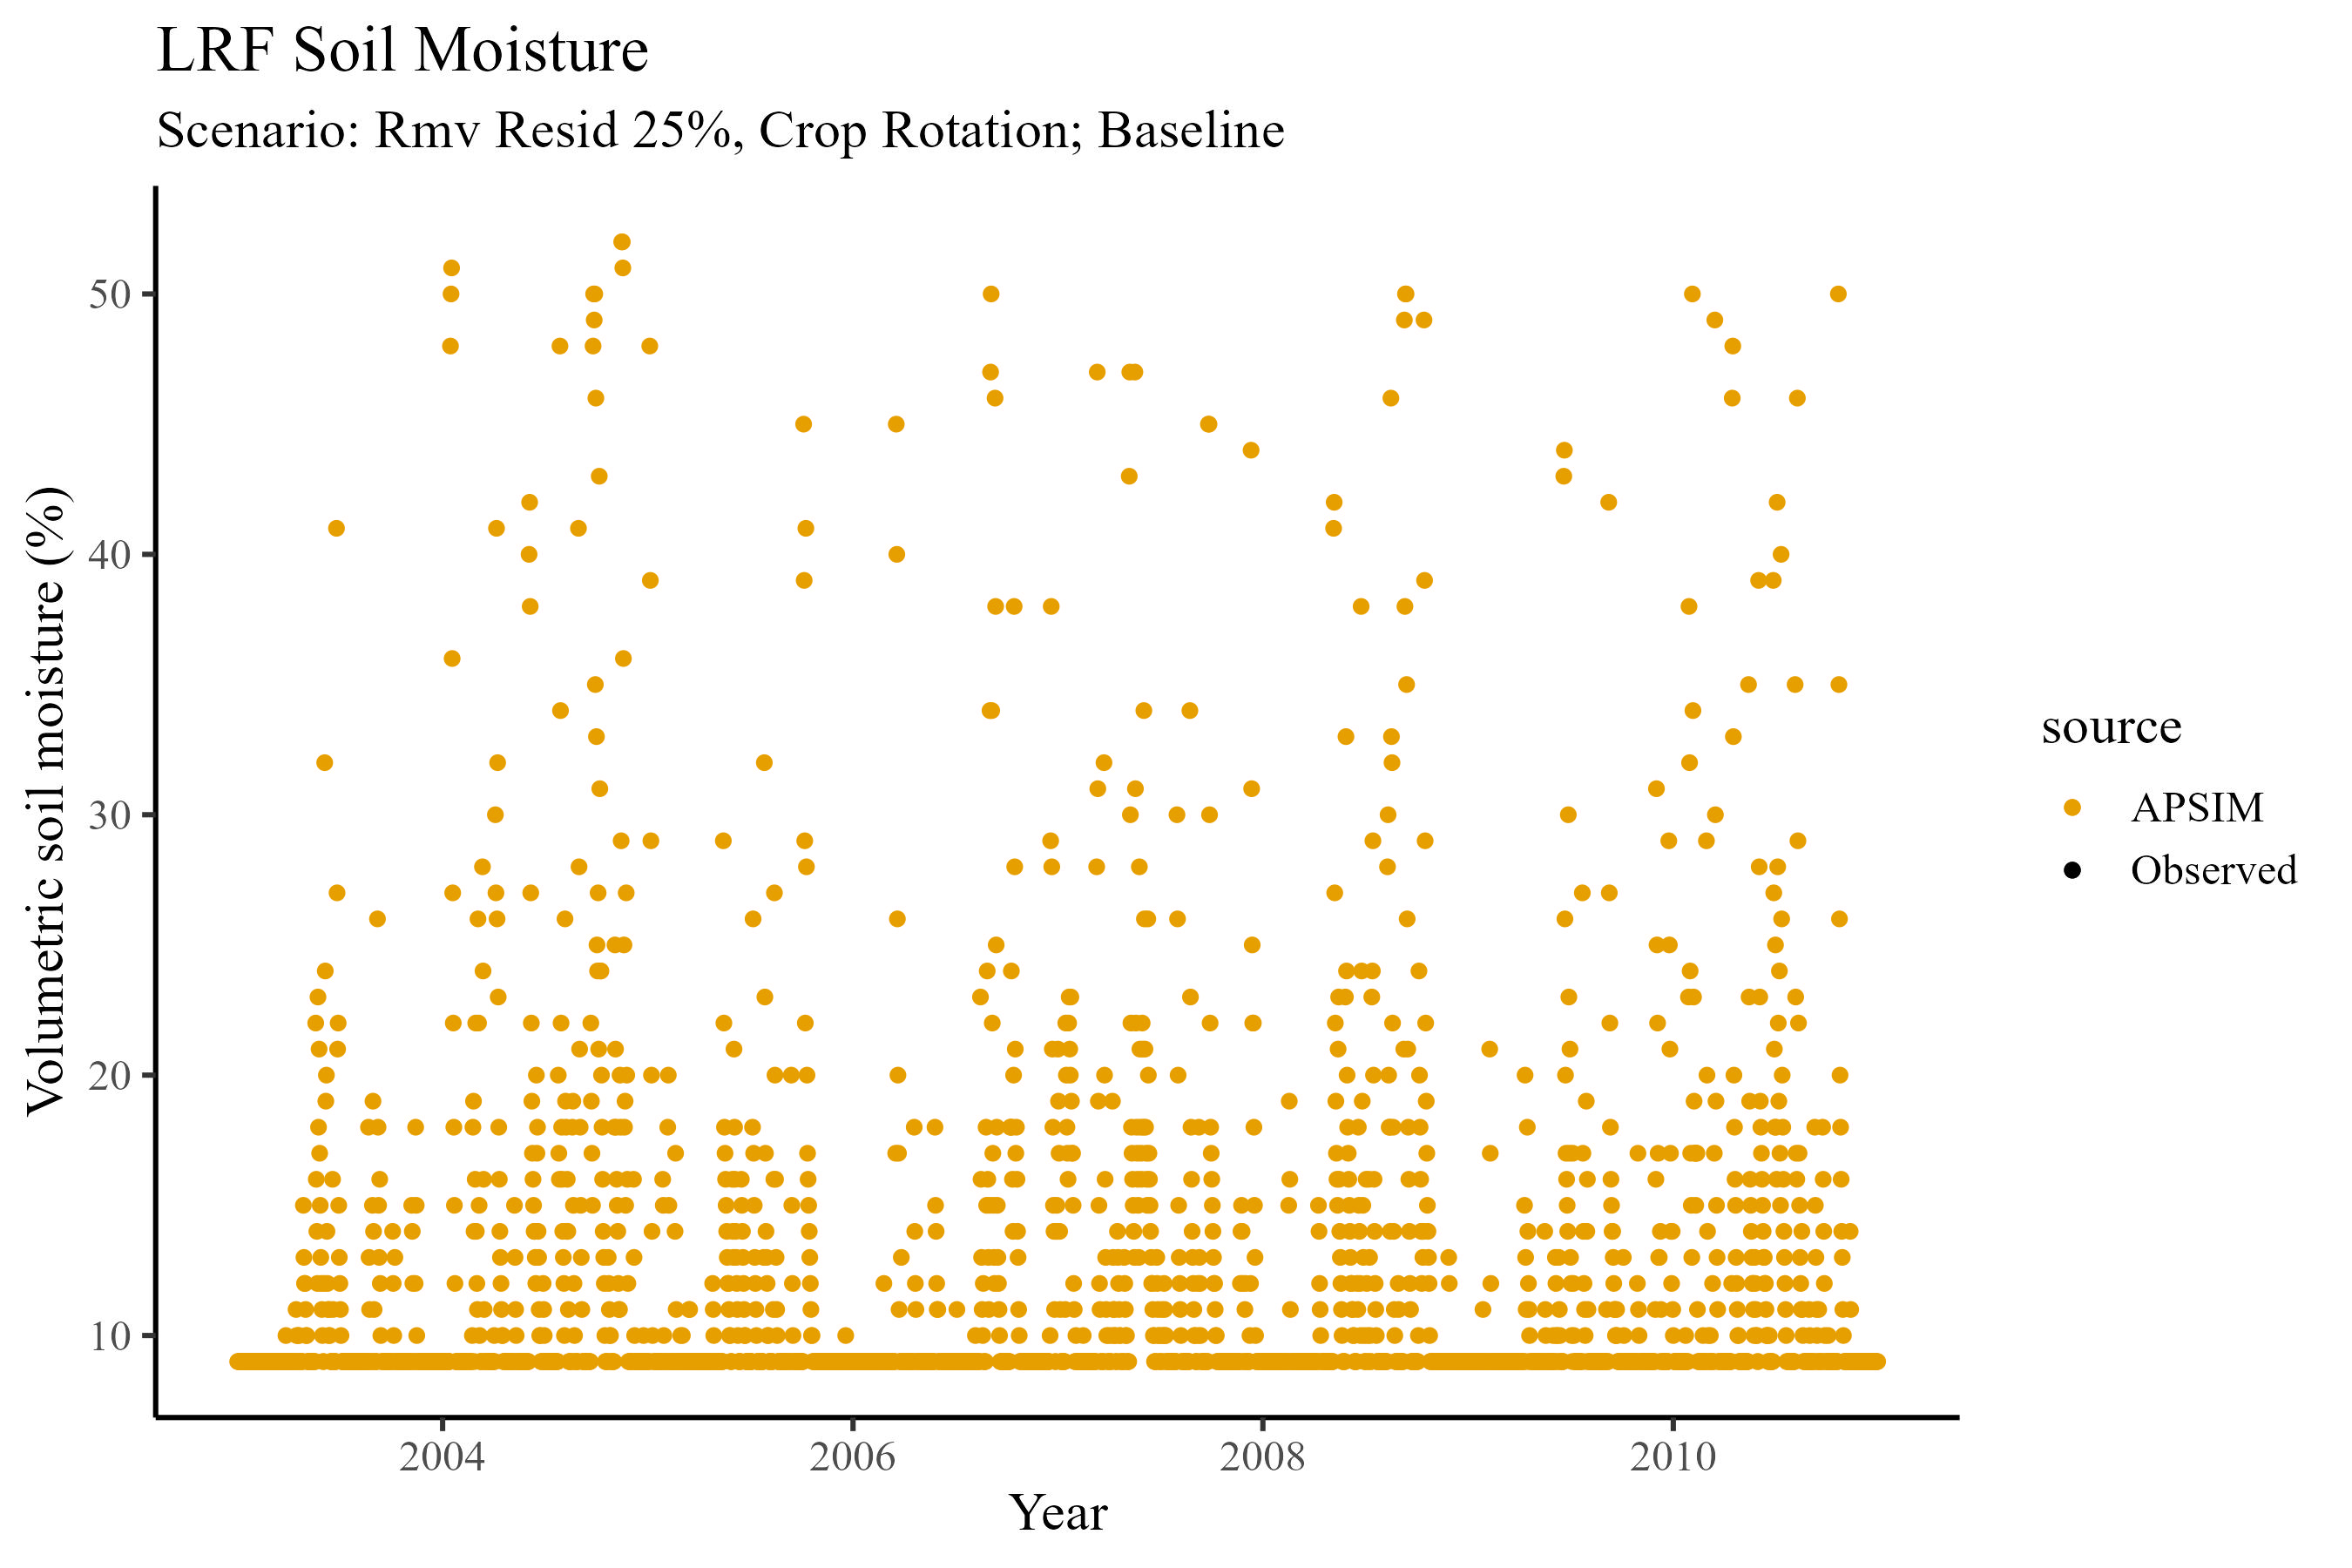 LRF Soil Moisture
Scenario: Rmv Resid 25%, Crop Rotation; Baseline
Volumetric soil moisture (%)
50
40
30
20
10
2004
2006
2008
2010
Year
source
APSIM
Observed